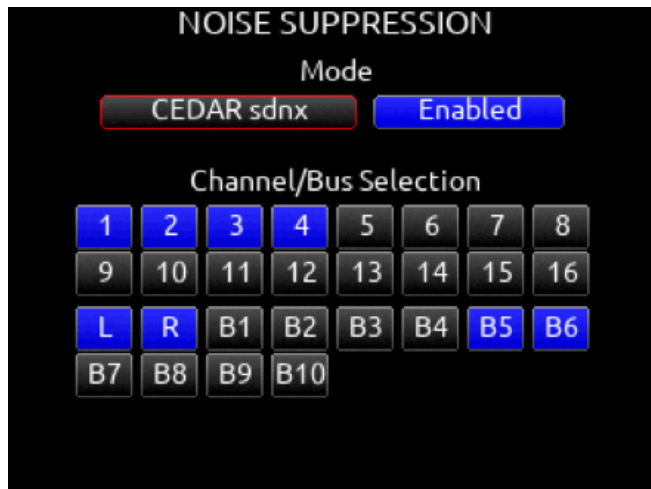 NOISE SUPPRESSION
Mode
CEDAR sdnx Enabled
Channel/Bus Selection
1 2 3 4 5 6 7 8
9 10 11 12 13 14 15 16
L R B1 B2 B3 B4 B5 B6
B7 B8 B9 B10